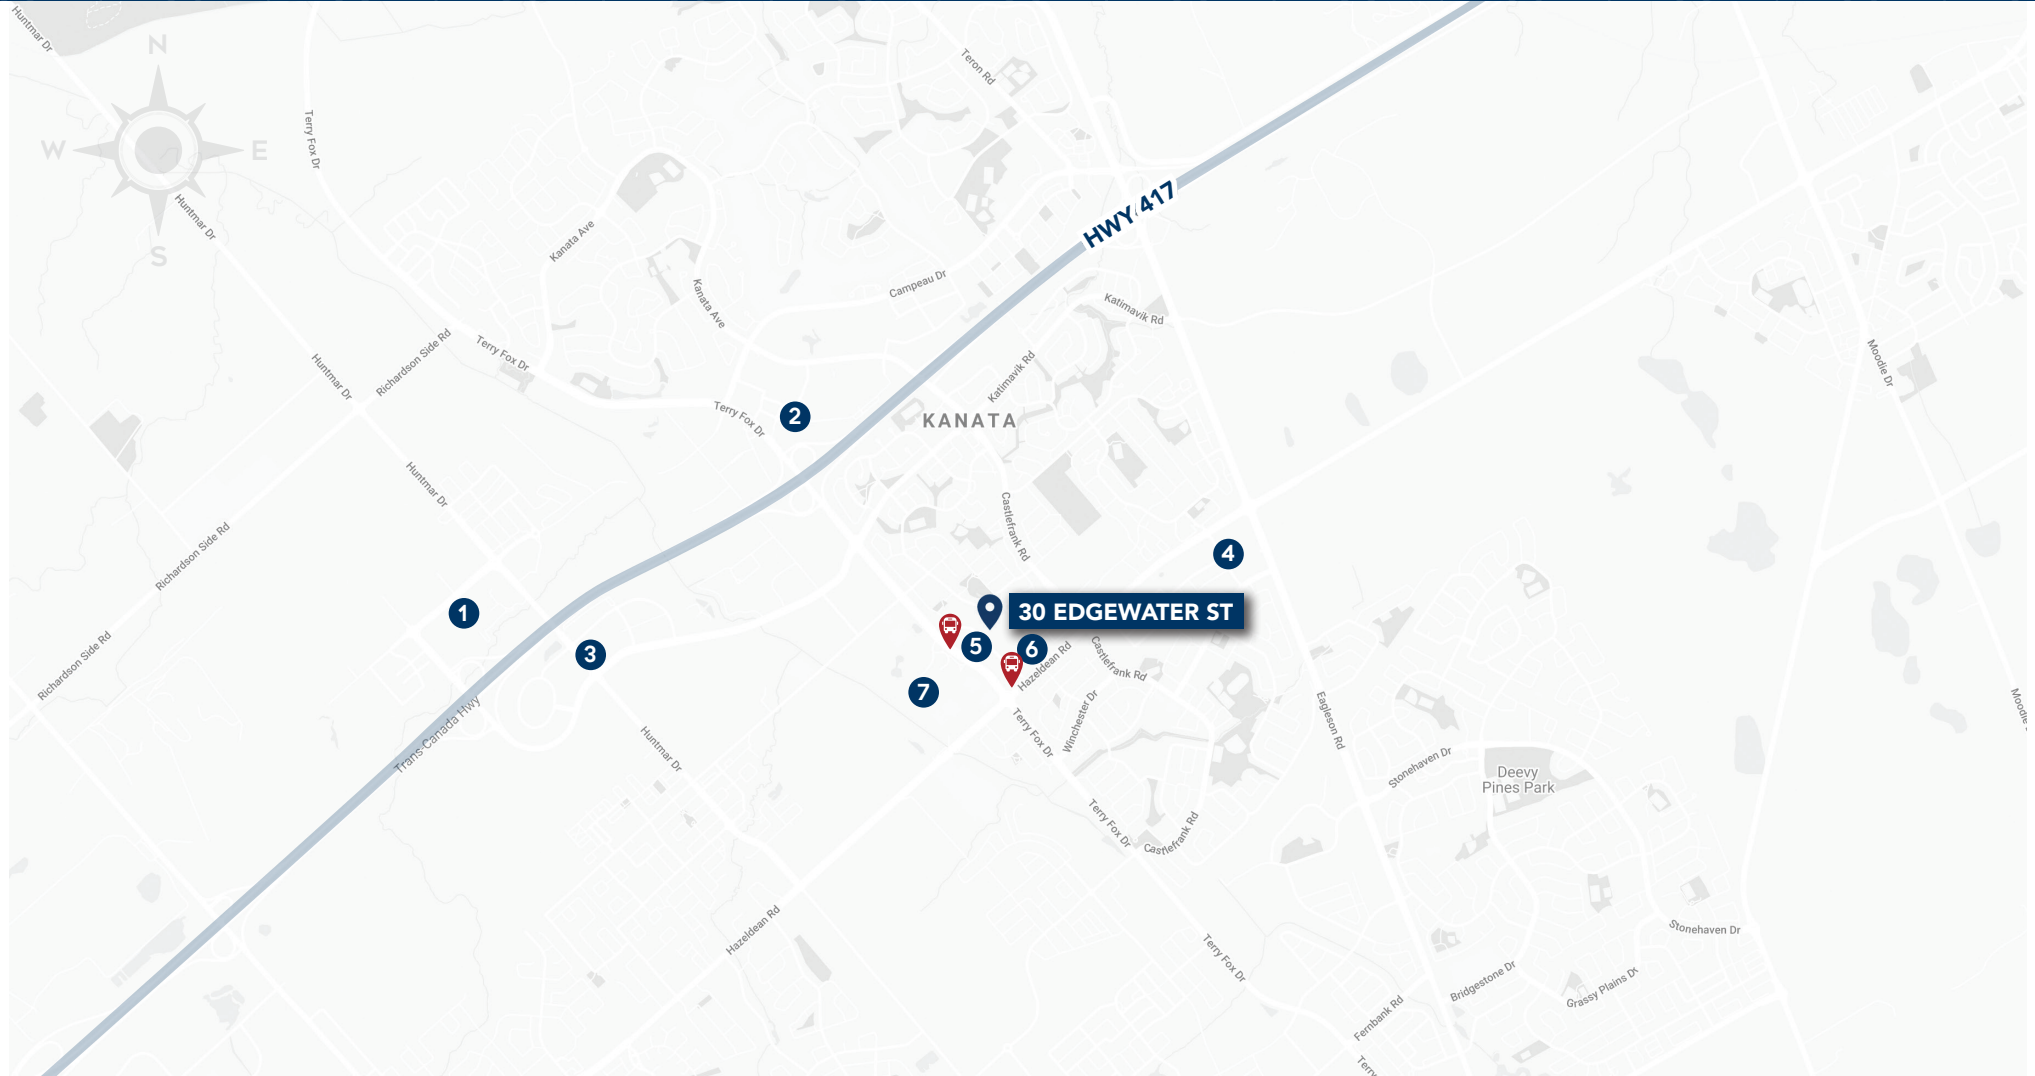 Huntmar Dr
N
W
E
S
Terry Fox Dr
Teron Rd
HWY 417
Huntmar Dr
Kanata Ave
Kanata Ave
Campeau Dr
Katimavik Rd
Richardson Side Rd
Terry Fox Dr
Huntmar Dr
Katimavik Rd
Moodie Dr
Terry Fox Dr
2
KANATA
Huntmar Dr
Castlefrank Rd
Richardson Side Rd
4
1
30 EDGEWATER ST
3
5
6
Richardson Side Rd
Hazeldean Rd
Castlefrank Rd
7
Trans-Canada Hwy
Huntmar Dr
Terry Fox Dr
Winchester Dr
Eagleson Rd
Moodie
Stonehaven Dr
Deevy
Pines Park
Terry Fox Dr
Castlefrank Rd
Hazeldean Rd
Stonehaven Dr
Terry Fox Dr
Bridgestone Dr
Grassy Plains Dr
Fernbank Rd
Terry